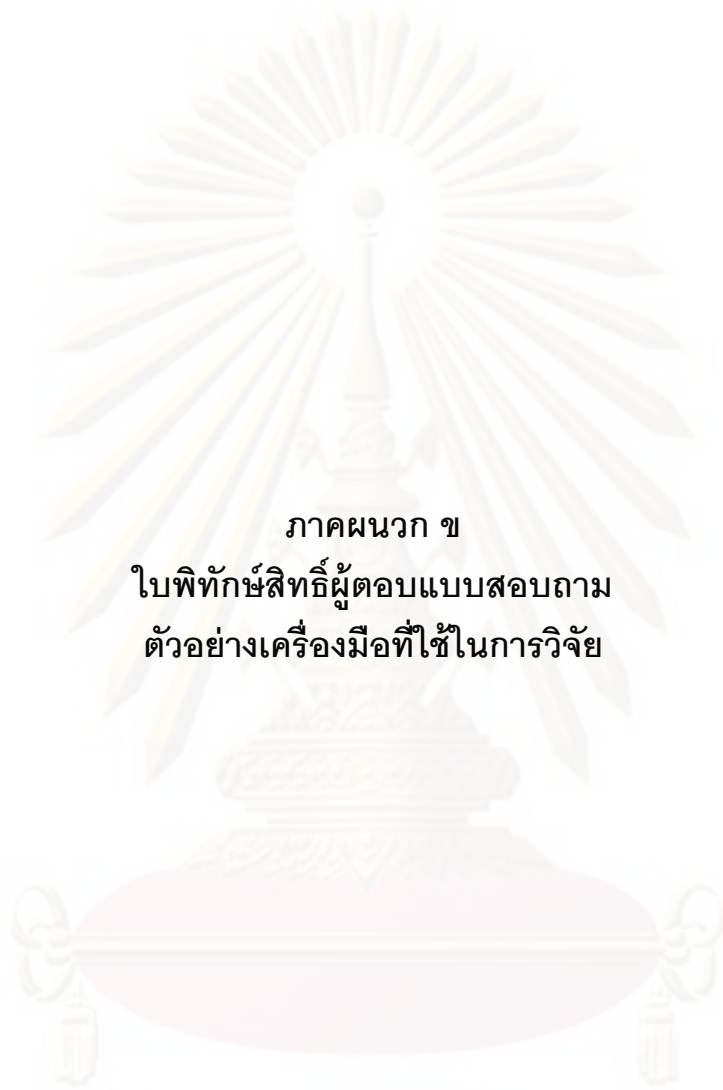 ภาคผนวก ข
ใบพิทักษ์สิทธิ์ผู้ตอบแบบสอบถาม
ตัวอย่างเครื่องมือที่ใช้ในการวิจัย